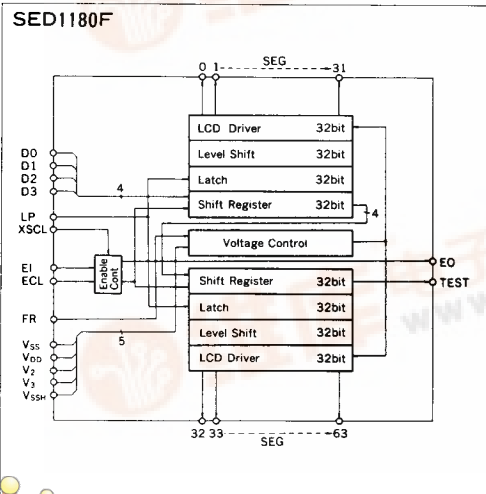 SED1180F
SEG
0 1 31
LCD Driver 32bit
Level Shift 32bit
Latch 32bit
Shift Register 32bit
D0
D1
D2
D3
4
4
LP
XSCL
Voltage Control
EI
ECL
Enable
Cont
EO
TEST
Shift Register 32bit
Latch 32bit
Level Shift 32bit
LCD Driver 32bit
FR
5
VSS
VDD
V2
V3
VSSH
32 33 63
SEG